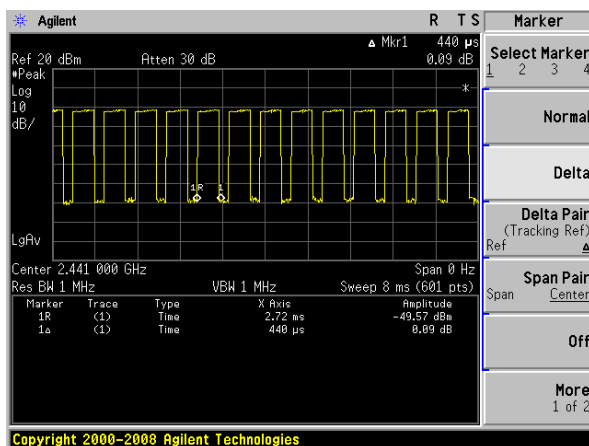 Agilent R T S Marker
Δ Mkr1 440 µs
Ref 20 dBm Atten 30 dB 0.09 dB
#Peak
Log
10
dB/
*
1R 1
LgAv
Center 2.441 000 GHz Span 0 Hz
Res BW 1 MHz VBW 1 MHz Sweep 8 ms (601 pts)
Marker Trace Type X Axis Amplitude
1R (1) Time 2.72 ms -49.57 dBm
1Δ (1) Time 440 µs 0.09 dB
Select Marker
1 2 3 4
Normal
Delta
Delta Pair
(Tracking Ref)
Ref Δ
Span Pair
Span Center
Off
More
1 of 2
Copyright 2000-2008 Agilent Technologies